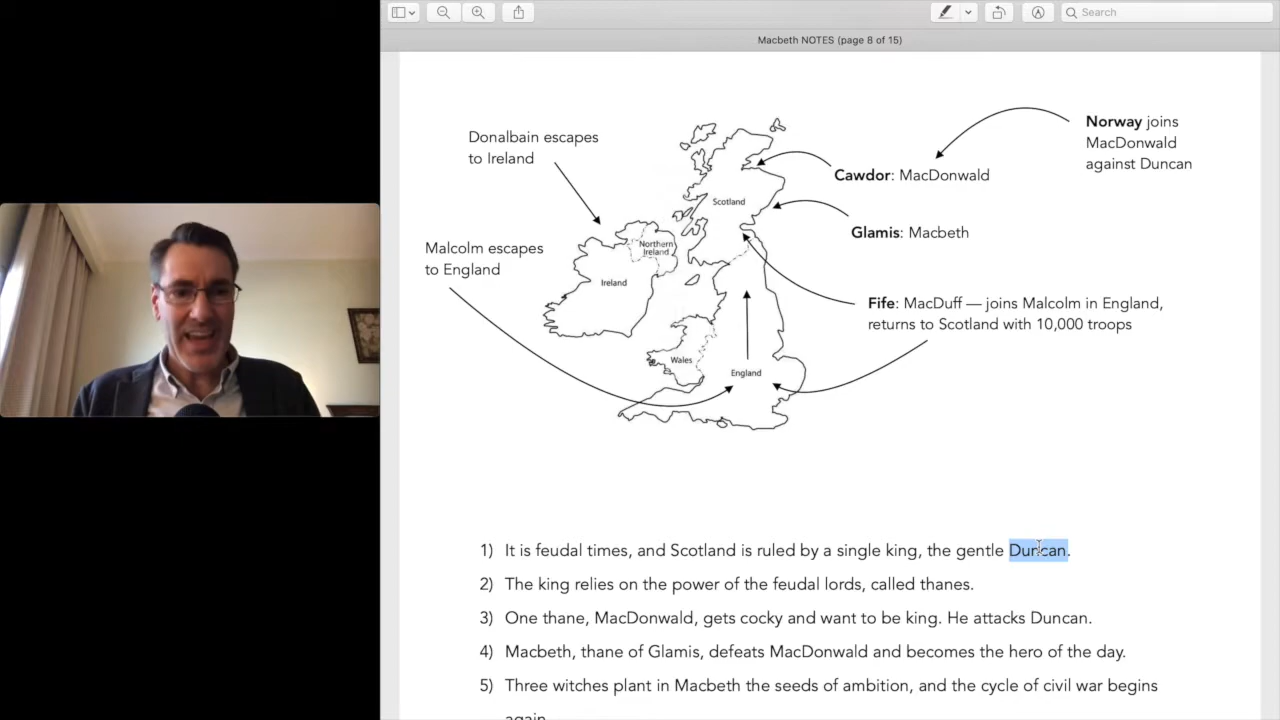 Search
Macbeth NOTES (page 8 of 15)
Donalbain escapes
to Ireland
Norway joins
MacDonwald
against Duncan
Cawdor: MacDonwald
Scotland
Glamis: Macbeth
Malcolm escapes
to England
Northern
Ireland
Ireland
Fife: MacDuff — joins Malcolm in England,
returns to Scotland with 10,000 troops
Wales
England
1) It is feudal times, and Scotland is ruled by a single king, the gentle Duncan.
2) The king relies on the power of the feudal lords, called thanes.
3) One thane, MacDonwald, gets cocky and want to be king. He attacks Duncan.
4) Macbeth, thane of Glamis, defeats MacDonwald and becomes the hero of the day.
5) Three witches plant in Macbeth the seeds of ambition, and the cycle of civil war begins
again